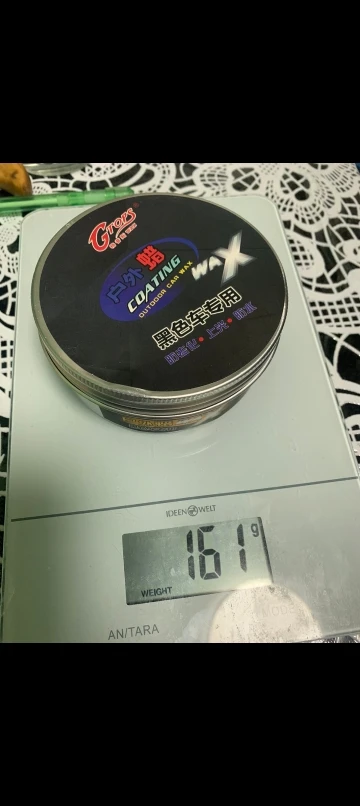 GTOPS
户外蜡
COATING WAX
OUTDOOR CAR WAX
黑色车专用
IDEEN WELT
161 g
WEIGHT
AN/TARA